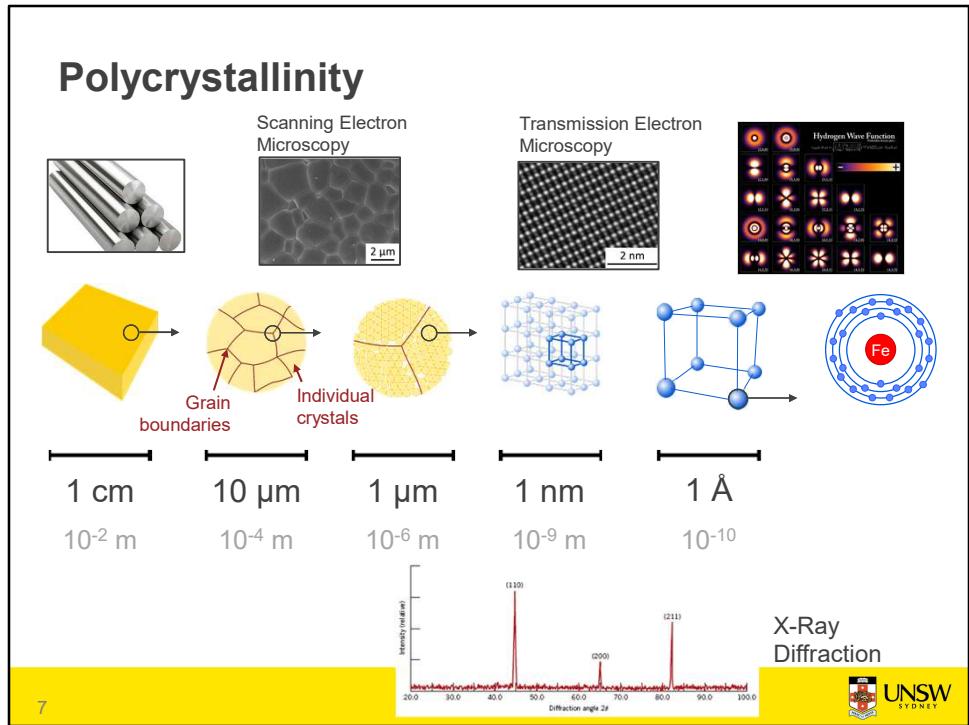 Polycrystallinity
Scanning Electron
Microscopy
Transmission Electron
Microscopy
Hydrogen Wave Function
2 µm
2 nm
Fe
Grain
boundaries
Individual
crystals
1 cm
10 µm
1 µm
1 nm
1 Å
10⁻² m
10⁻⁴ m
10⁻⁶ m
10⁻⁹ m
10⁻¹⁰
Intensity (relative)
(110)
(200)
(211)
20.0
30.0
40.0
50.0
60.0
70.0
80.0
90.0
100.0
Diffraction angle 2θ
X-Ray
Diffraction
7
UNSW
SYDNEY